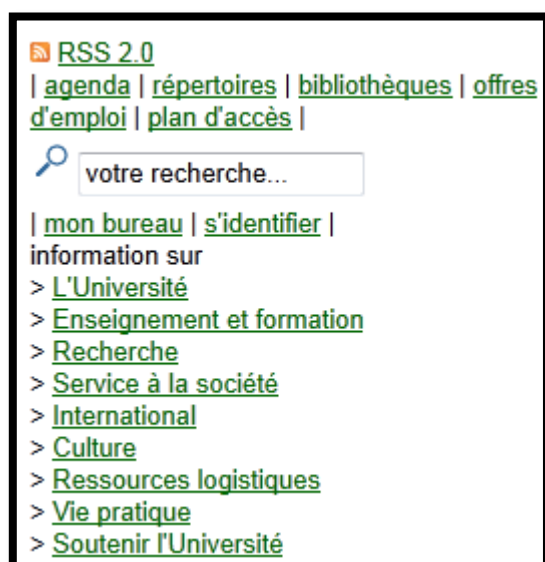 RSS 2.0
| agenda | répertoires | bibliothèques | offres
d'emploi | plan d'accès |
votre recherche...
| mon bureau | s'identifier |
information sur
> L'Université
> Enseignement et formation
> Recherche
> Service à la société
> International
> Culture
> Ressources logistiques
> Vie pratique
> Soutenir l'Université